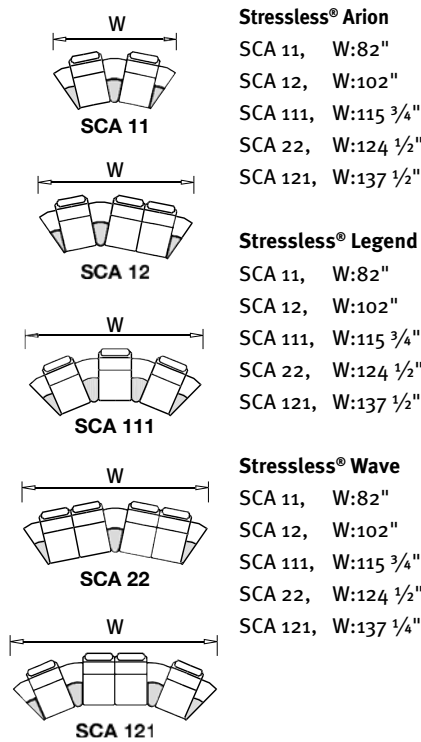 W
SCA 11
W
SCA 12
W
SCA 111
W
SCA 22
W
SCA 121
Stressless® Arion
SCA 11, W:82"
SCA 12, W:102"
SCA 111, W:115 ¾"
SCA 22, W:124 ½"
SCA 121, W:137 ½"
Stressless® Legend
SCA 11, W:82"
SCA 12, W:102"
SCA 111, W:115 ¾"
SCA 22, W:124 ½"
SCA 121, W:137 ½"
Stressless® Wave
SCA 11, W:82"
SCA 12, W:102"
SCA 111, W:115 ¾"
SCA 22, W:124 ½"
SCA 121, W:137 ¼"